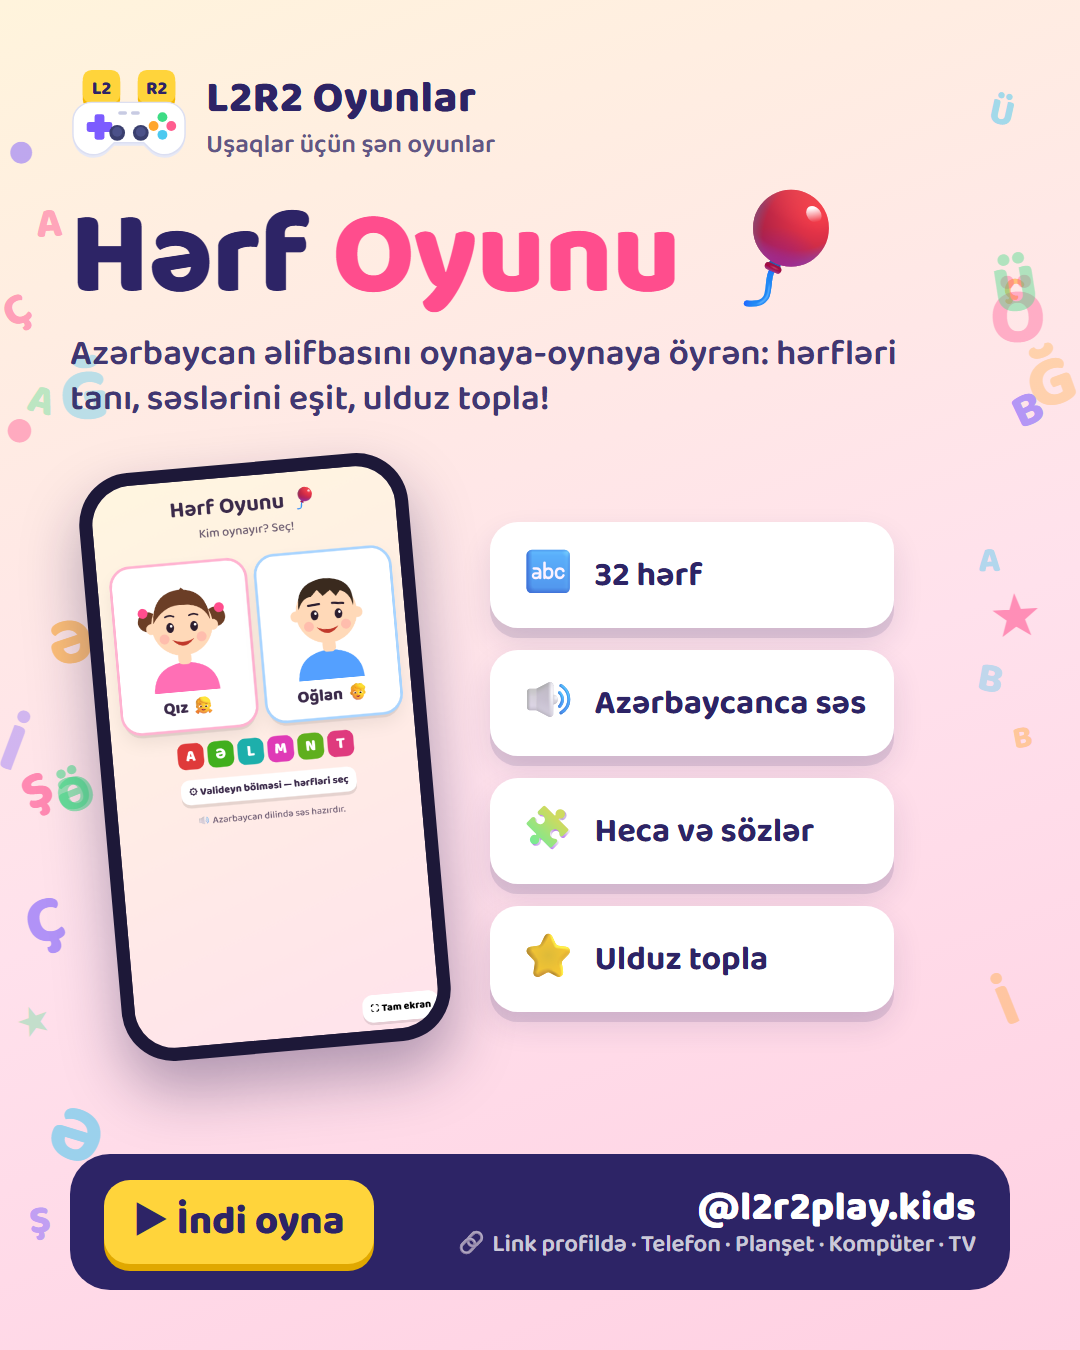 L2 R2
L2R2 Oyunlar
Uşaqlar üçün şən oyunlar
Hərf Oyunu
Azərbaycan əlifbasını oynaya-oynaya öyrən: hərfləri
tanı, səslərini eşit, ulduz topla!
Hərf Oyunu
Kim oynayır? Seç!
Qız
Oğlan
A Ə L M N T
Valideyn bölməsi — hərfləri seç
Azərbaycan dilində səs hazırdır.
Tam ekran
abc 32 hərf
Azərbaycanca səs
Heca və sözlər
Ulduz topla
İndi oyna
@l2r2play.kids
Link profildə · Telefon · Planşet · Kompüter · TV
Ü
A
Ç
A
Ğ
Ü
Ö
Ğ
B
A
B
B
Ə
İ
Ş
Ç
İ
Ə
Ş